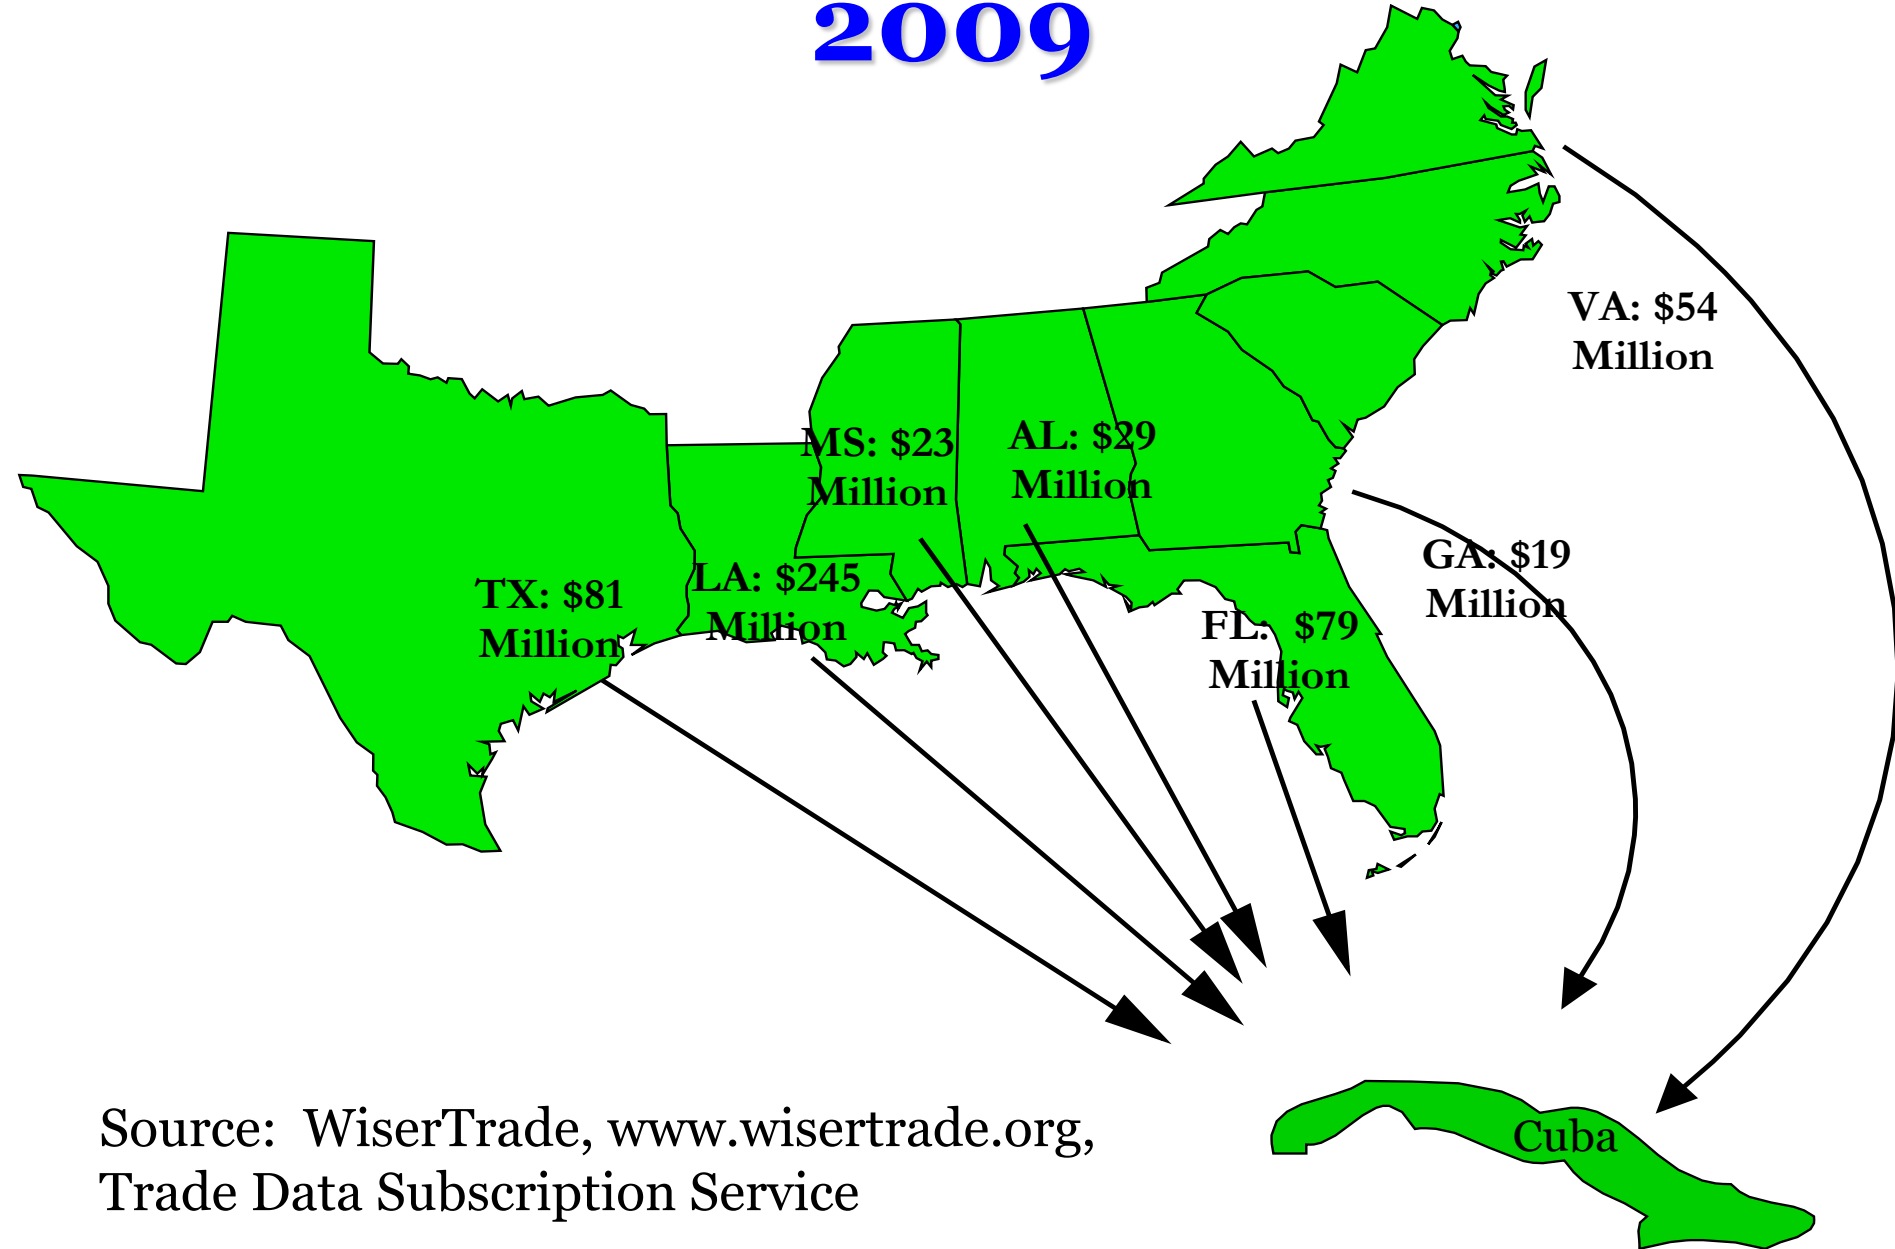 2009
VA: $54
Million
MS: $23
Million
AL: $29
Million
GA: $19
Million
TX: $81
Million
LA: $245
Million
FL:  $79
Million
Cuba
Source:  WiserTrade, www.wisertrade.org,
Trade Data Subscription Service